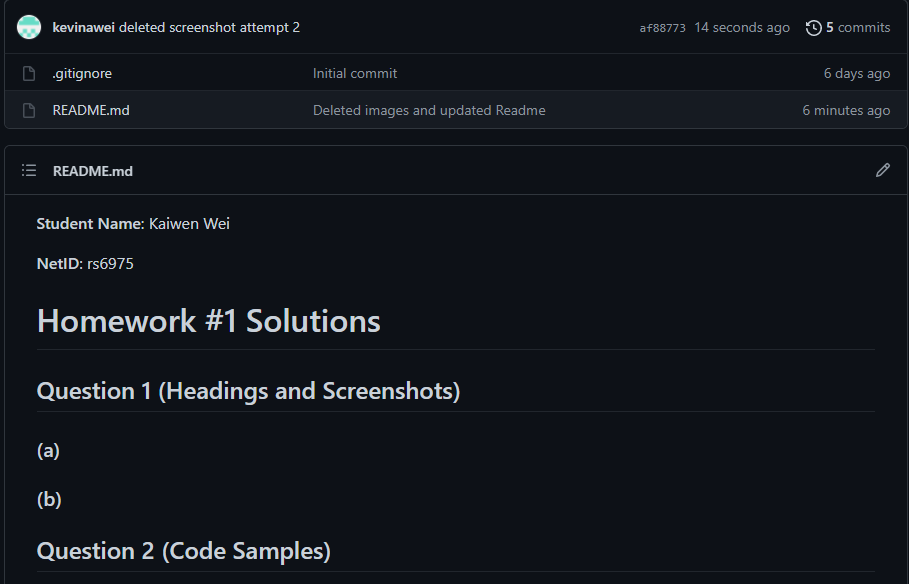 kevinawei deleted screenshot attempt 2 af88773 14 seconds ago 5 commits
.gitignore Initial commit 6 days ago
README.md Deleted images and updated Readme 6 minutes ago
README.md
Student Name: Kaiwen Wei
NetID: rs6975
Homework #1 Solutions
Question 1 (Headings and Screenshots)
(a)
(b)
Question 2 (Code Samples)